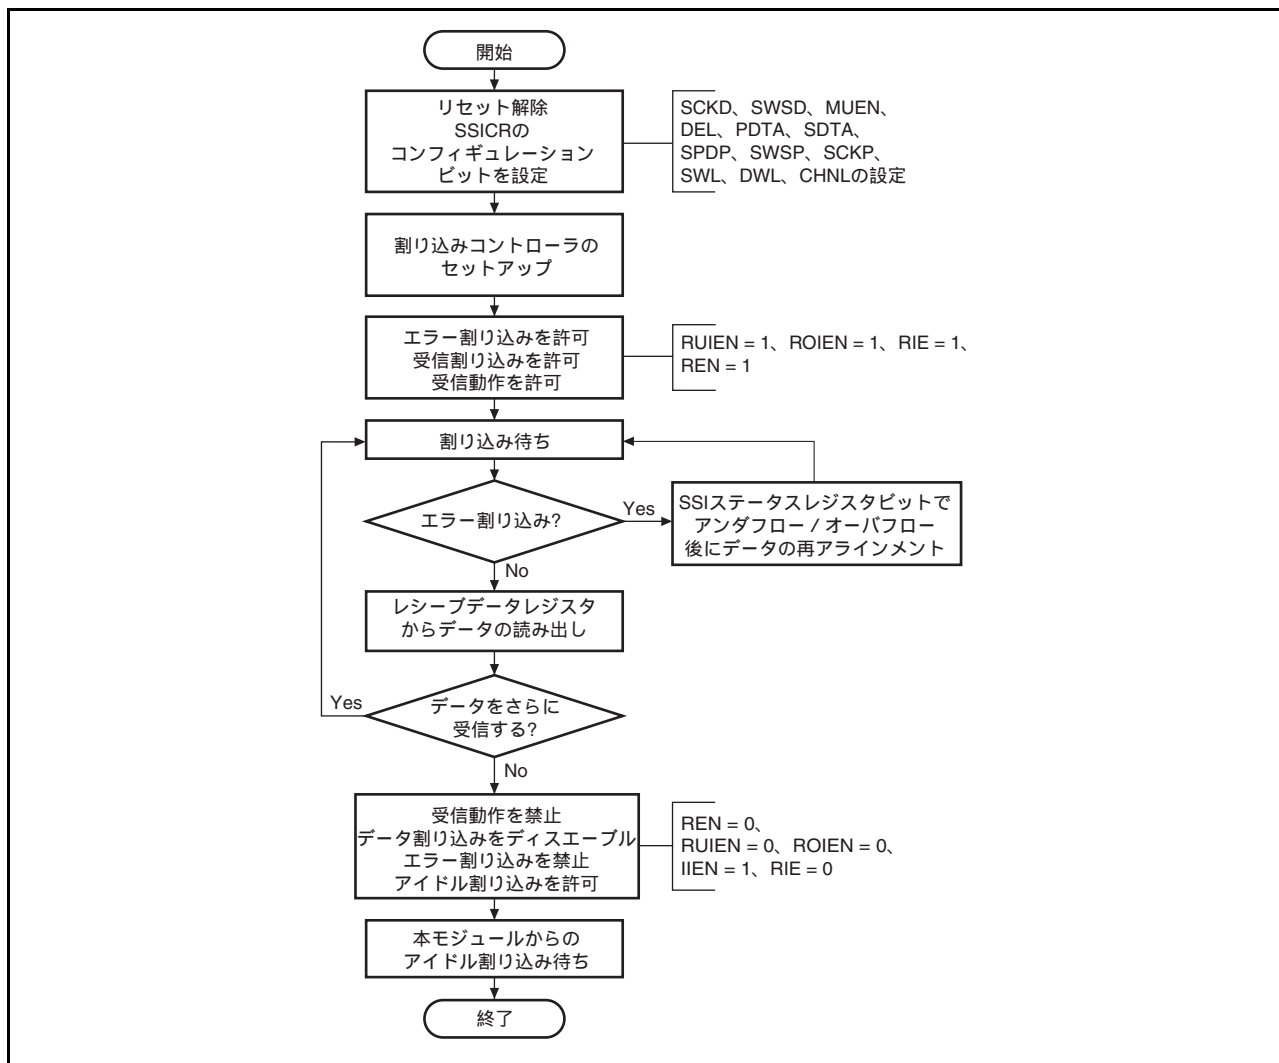 開始
リセット解除
SSICRの
コンフィギュレーション
ビットを設定
SCKD、SWSD、MUEN、
DEL、PDTA、SDTA、
SPDP、SWSP、SCKP、
SWL、DWL、CHNLの設定
割り込みコントローラの
セットアップ
エラー割り込みを許可
受信割り込みを許可
受信動作を許可
RUIEN = 1、ROIEN = 1、RIE = 1、
REN = 1
割り込み待ち
エラー割り込み?
Yes
SSIステータスレジスタビットで
アンダフロー / オーバフロー
後にデータの再アラインメント
No
レシーブデータレジスタ
からデータの読み出し
Yes
データをさらに
受信する?
No
受信動作を禁止
データ割り込みをディスエーブル
エラー割り込みを禁止
アイドル割り込みを許可
REN = 0、
RUIEN = 0、ROIEN = 0、
IIEN = 1、RIE = 0
本モジュールからの
アイドル割り込み待ち
終了